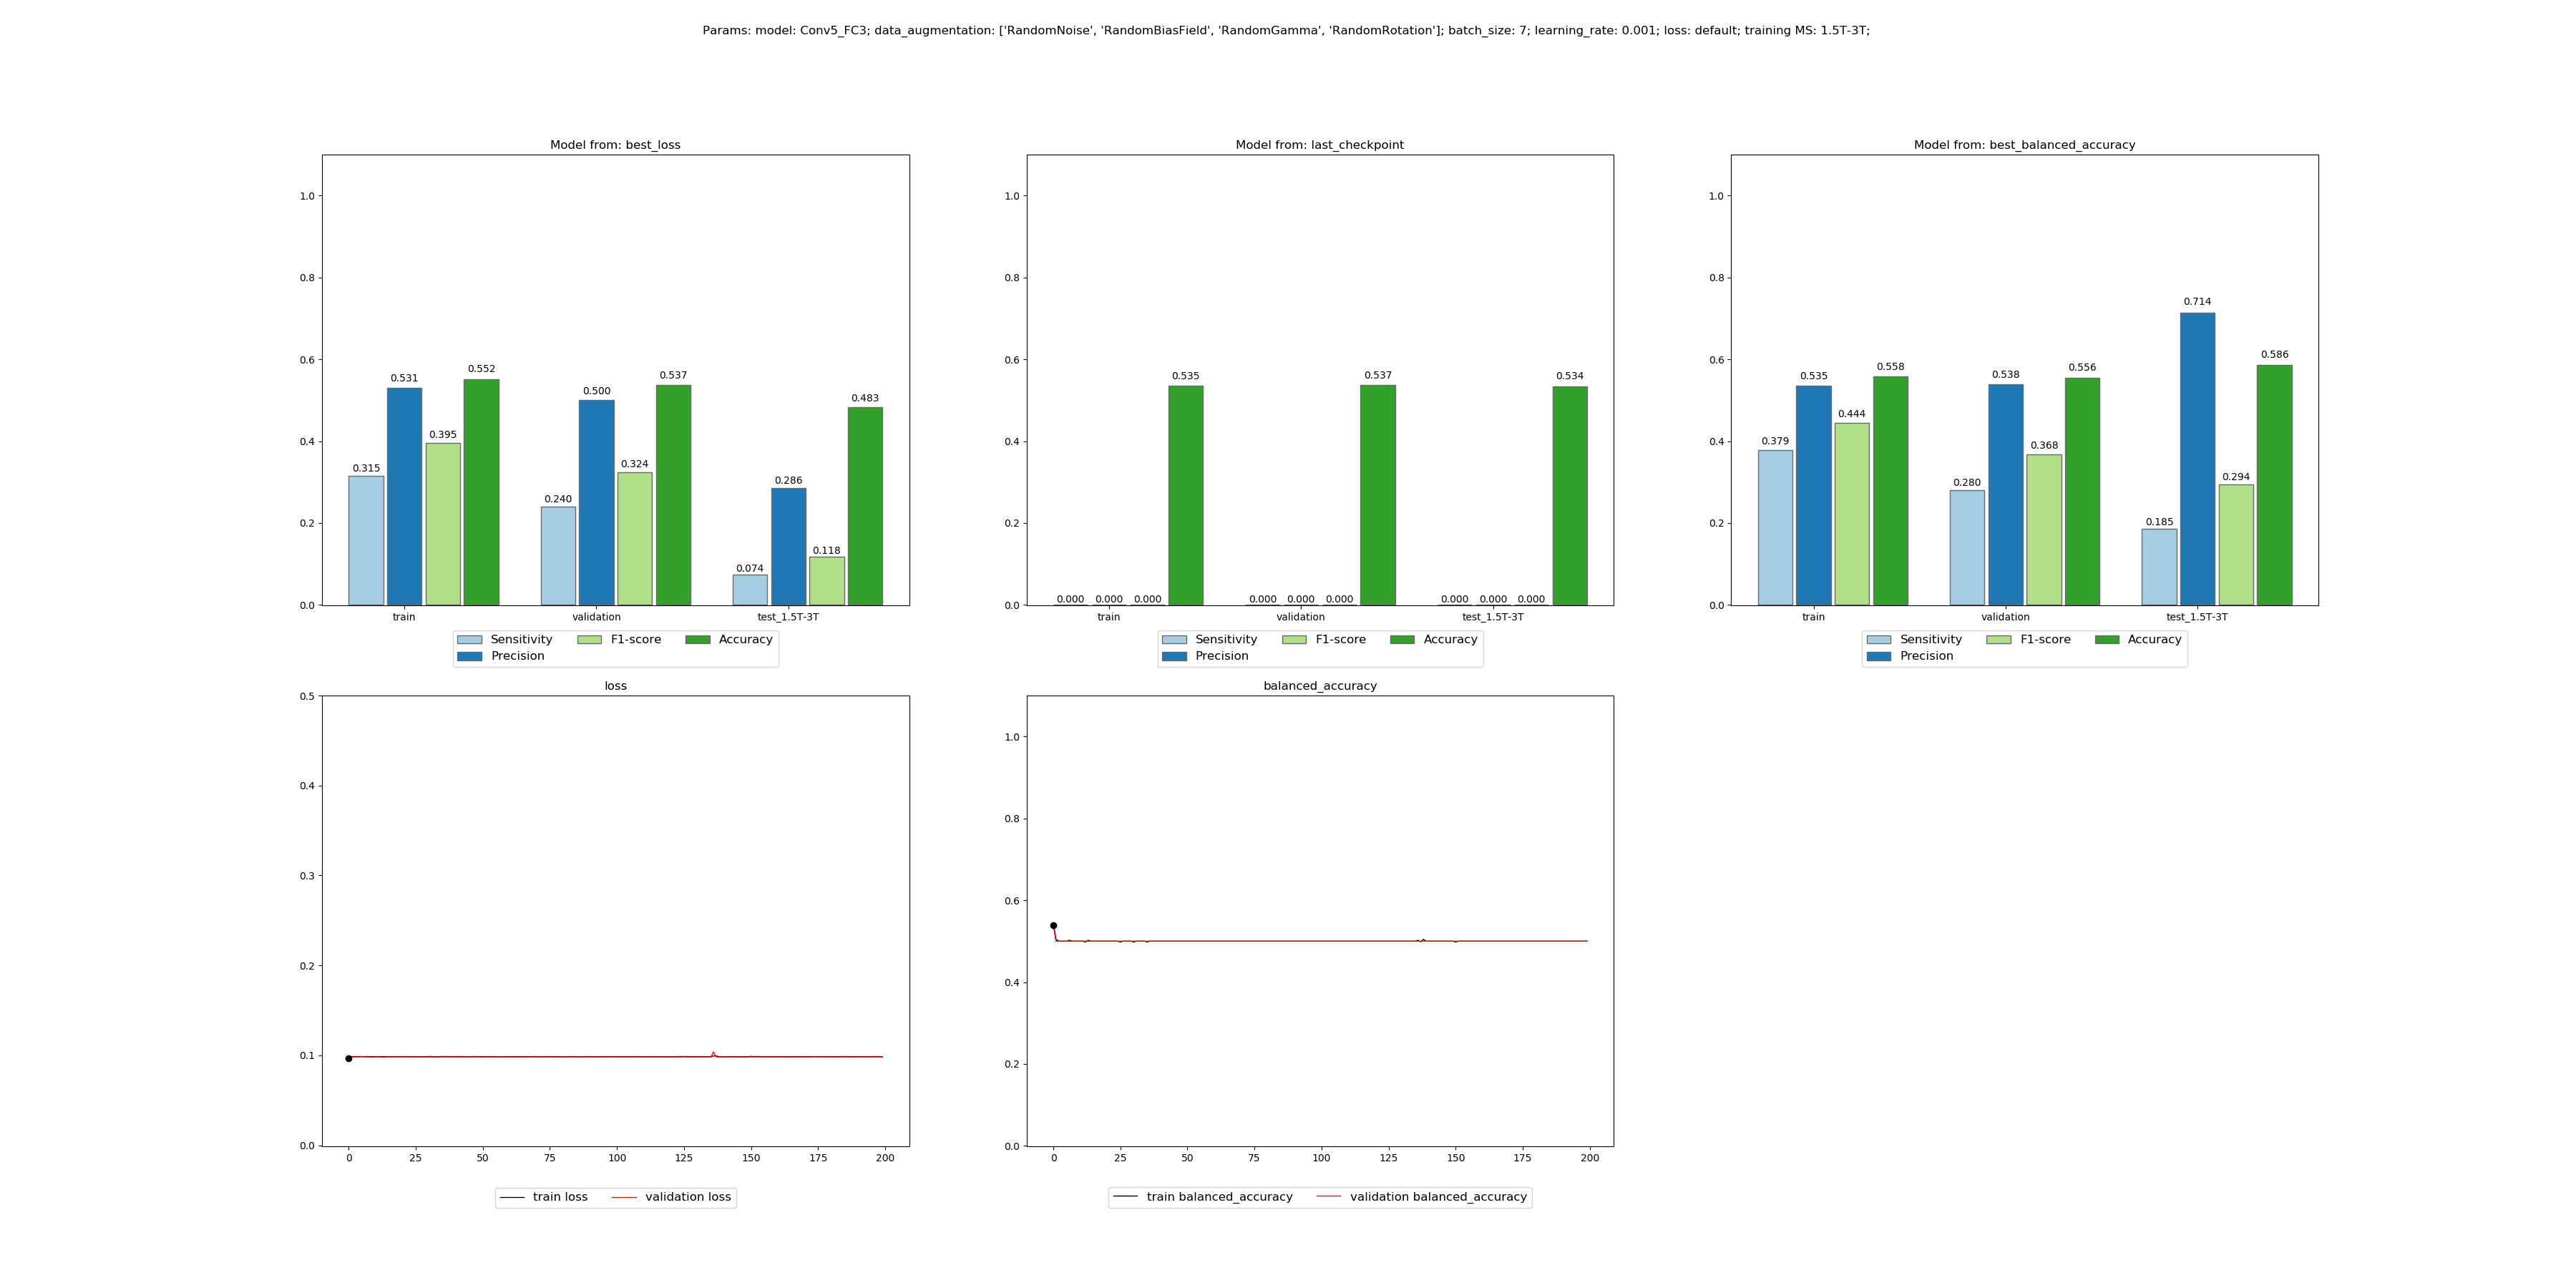 Params: model: Conv5_FC3; data_augmentation: ['RandomNoise', 'RandomBiasField', 'RandomGamma', 'RandomRotation']; batch_size: 7; learning_rate: 0.001; loss: default; training MS: 1.5T-3T;
Model from: best_loss
1.0
0.8
0.6
0.4
0.2
0.0
0.315
0.531
0.395
0.552
0.240
0.500
0.324
0.537
0.074
0.286
0.118
0.483
train
validation
test_1.5T-3T
Sensitivity
F1-score
Accuracy
Precision
Model from: last_checkpoint
1.0
0.8
0.6
0.4
0.2
0.0
0.000
0.000
0.000
0.535
0.000
0.000
0.000
0.537
0.000
0.000
0.000
0.534
train
validation
test_1.5T-3T
Sensitivity
F1-score
Accuracy
Precision
Model from: best_balanced_accuracy
1.0
0.8
0.6
0.4
0.2
0.0
0.379
0.535
0.444
0.558
0.280
0.538
0.368
0.556
0.185
0.714
0.294
0.586
train
validation
test_1.5T-3T
Sensitivity
F1-score
Accuracy
Precision
loss
0.5
0.4
0.3
0.2
0.1
0.0
0 25 50 75 100 125 150 175 200
train loss
validation loss
balanced_accuracy
1.0
0.8
0.6
0.4
0.2
0.0
0 25 50 75 100 125 150 175 200
train balanced_accuracy
validation balanced_accuracy